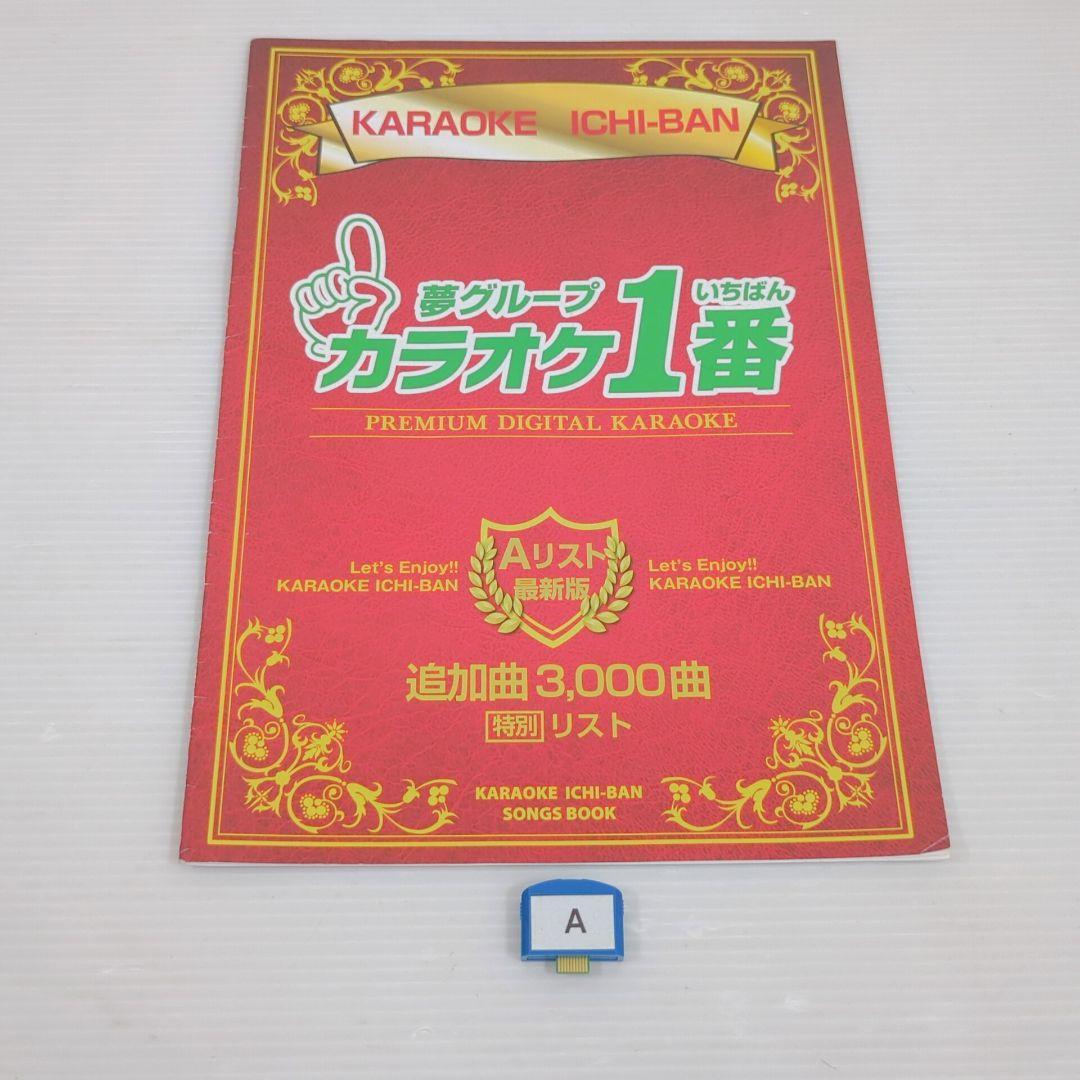 KARAOKE ICHI-BAN
夢グループ
いちばん
カラオケ1番
PREMIUM DIGITAL KARAOKE
Let's Enjoy!!
KARAOKE ICHI-BAN
Aリスト
最新版
Let's Enjoy!!
KARAOKE ICHI-BAN
追加曲3,000曲
特別 リスト
KARAOKE ICHI-BAN
SONGS BOOK
A